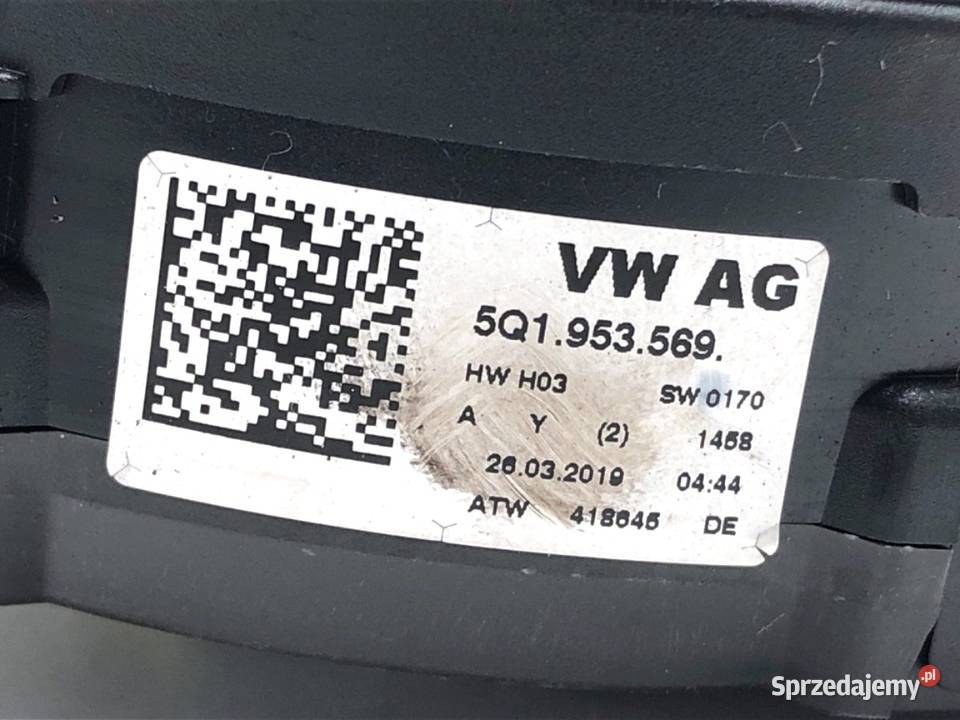 VW AG
5Q1.953.569.
HW H03 SW 0170
A Y (2) 1458
26.03.2019 04:44
ATW 418645 DE
Sprzedajemy.pl